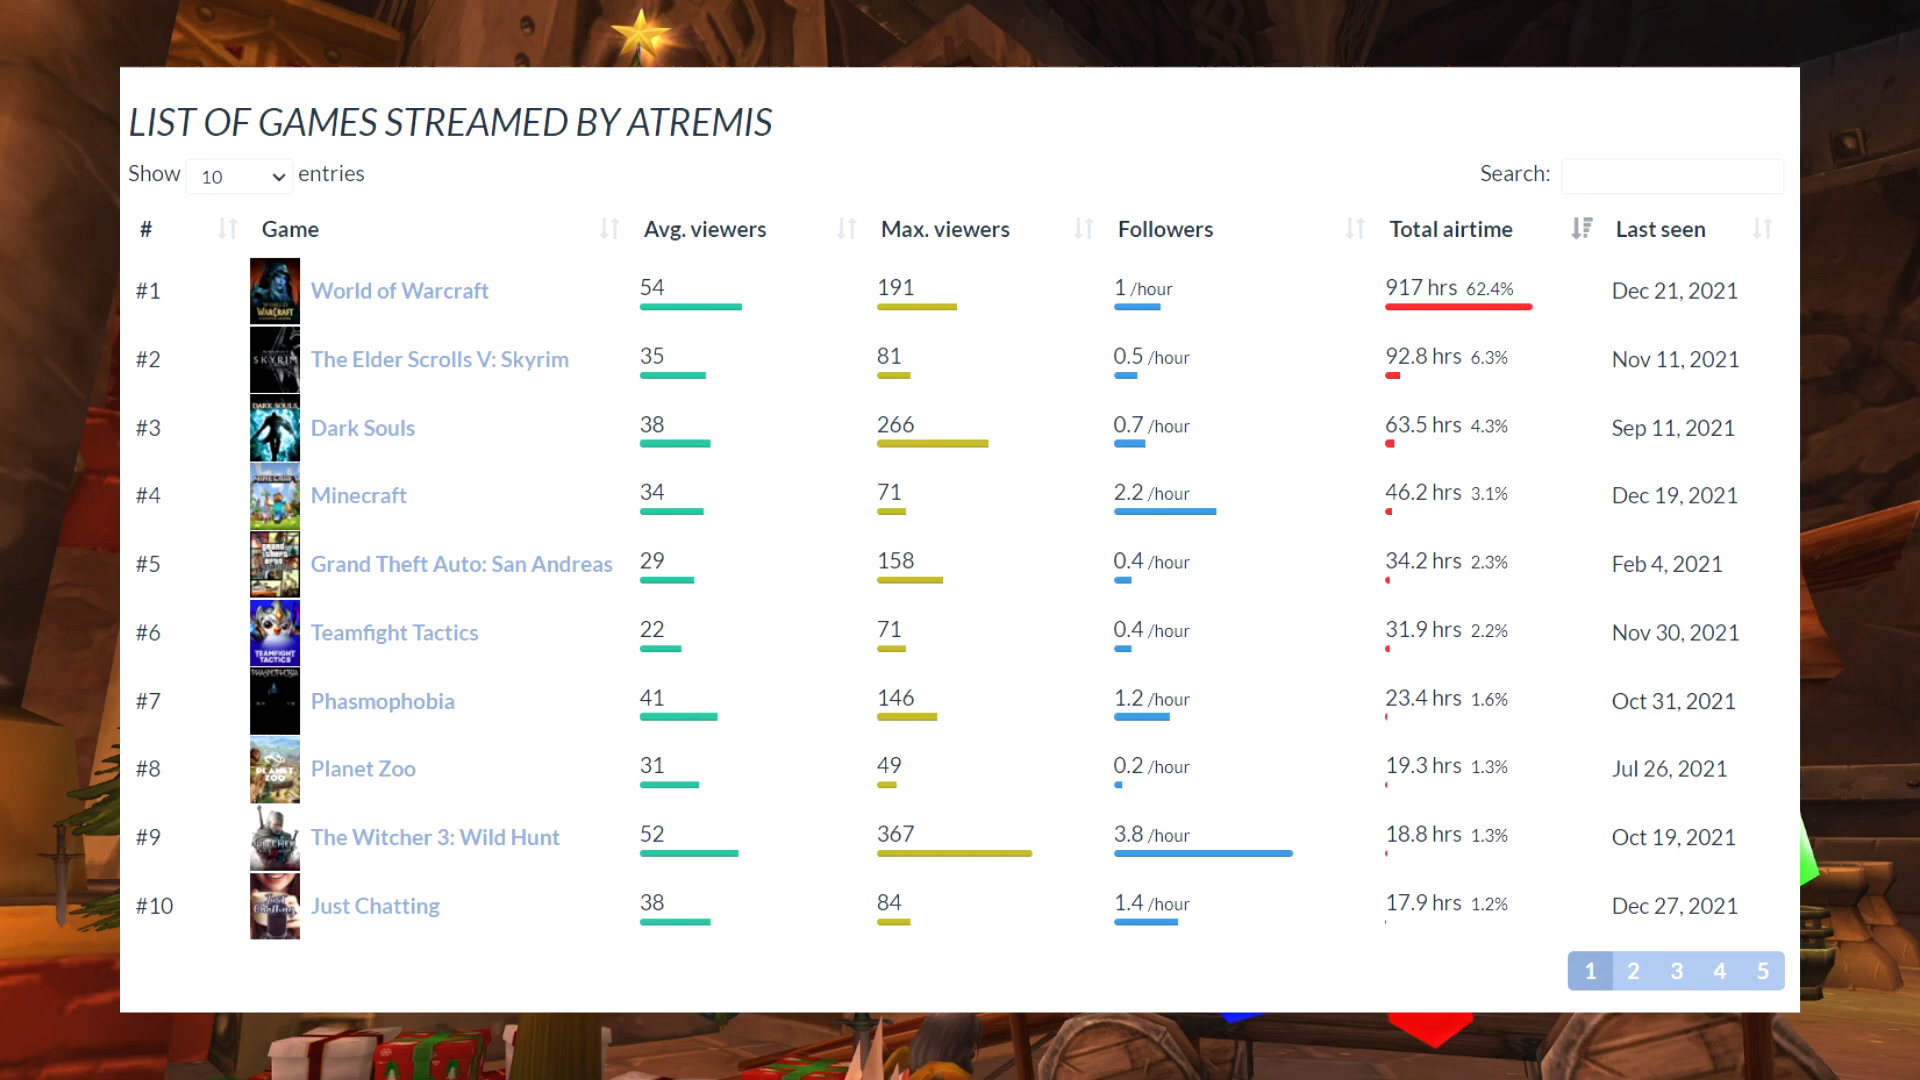 LIST OF GAMES STREAMED BY ATREMIS
Show 10 entries Search:
# Game Avg. viewers Max. viewers Followers Total airtime Last seen
#1 World of Warcraft 54 191 1 /hour 917 hrs 62.4% Dec 21, 2021
#2 The Elder Scrolls V: Skyrim 35 81 0.5 /hour 92.8 hrs 6.3% Nov 11, 2021
#3 Dark Souls 38 266 0.7 /hour 63.5 hrs 4.3% Sep 11, 2021
#4 Minecraft 34 71 2.2 /hour 46.2 hrs 3.1% Dec 19, 2021
#5 Grand Theft Auto: San Andreas 29 158 0.4 /hour 34.2 hrs 2.3% Feb 4, 2021
#6 Teamfight Tactics 22 71 0.4 /hour 31.9 hrs 2.2% Nov 30, 2021
#7 Phasmophobia 41 146 1.2 /hour 23.4 hrs 1.6% Oct 31, 2021
#8 Planet Zoo 31 49 0.2 /hour 19.3 hrs 1.3% Jul 26, 2021
#9 The Witcher 3: Wild Hunt 52 367 3.8 /hour 18.8 hrs 1.3% Oct 19, 2021
#10 Just Chatting 38 84 1.4 /hour 17.9 hrs 1.2% Dec 27, 2021
1 2 3 4 5